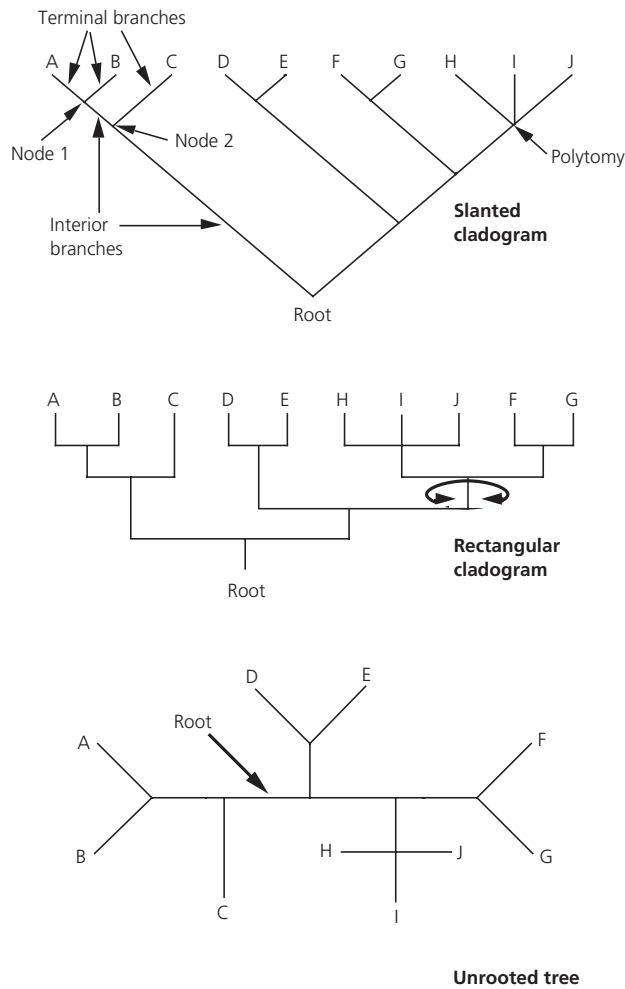 Terminal branches
A B C D E F G H I J
Node 1
Node 2
Polytomy
Interior
branches
Slanted
cladogram
Root
A B C D E H I J F G
Rectangular
cladogram
Root
D E
Root
A F
H J
B G
C I
Unrooted tree